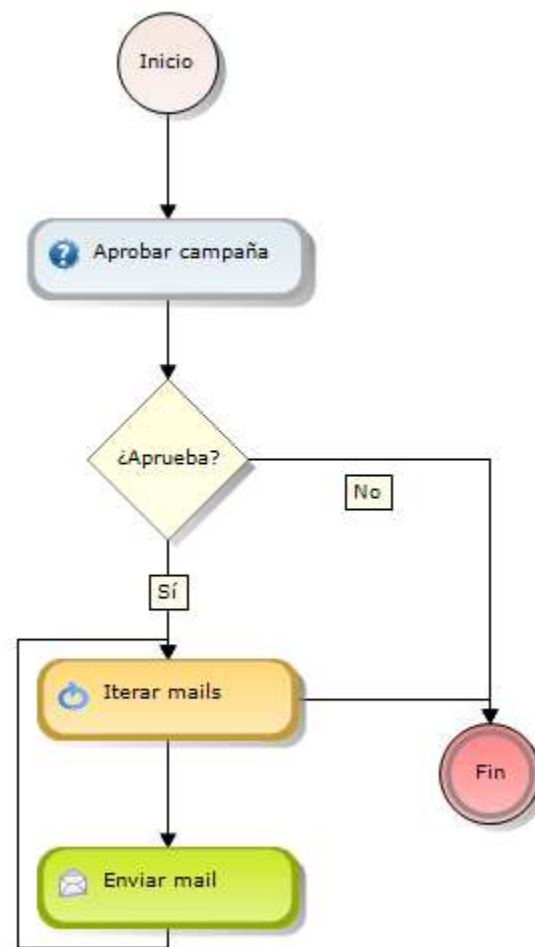 Inicio
Aprobar campaña
¿Aprueba?
No
Sí
Iterar mails
Fin
Enviar mail